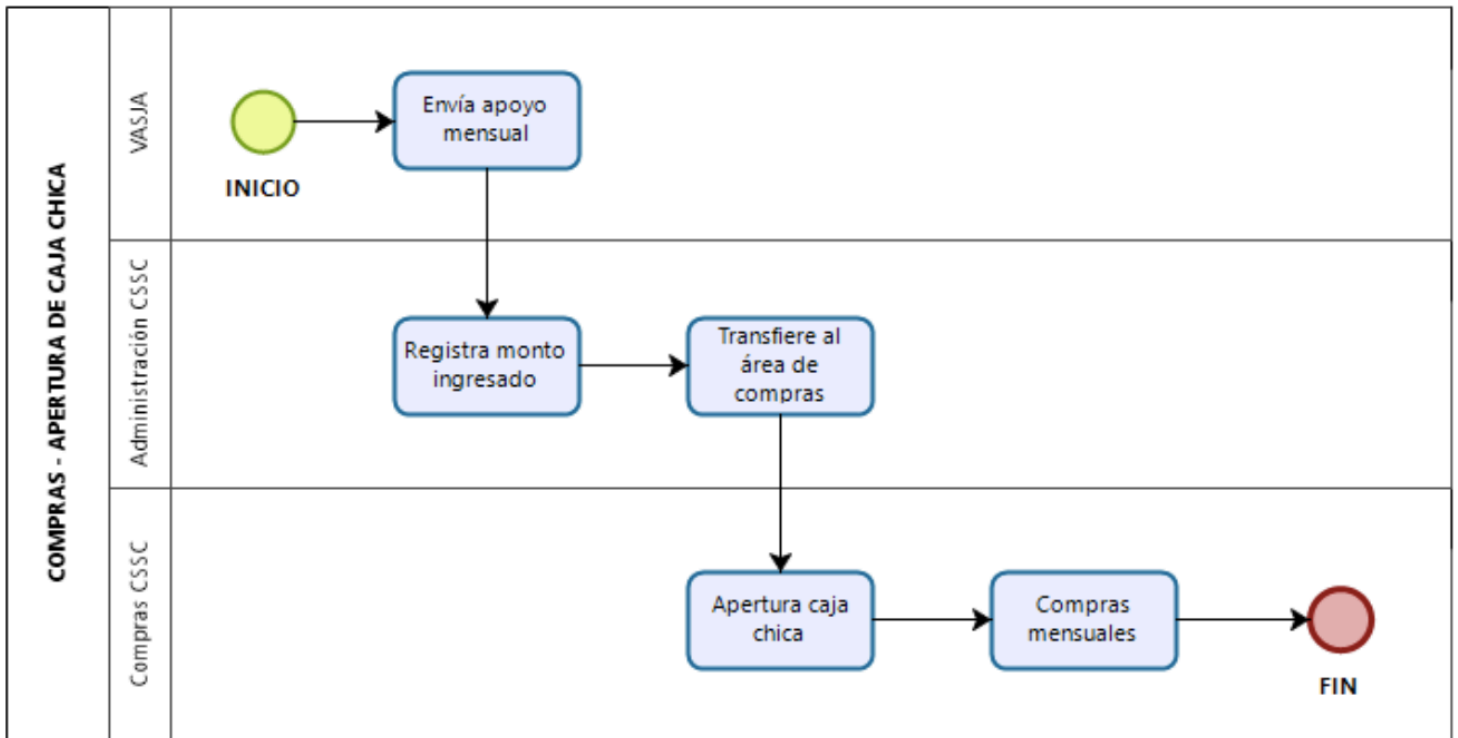 COMPRAS - APERTURA DE CAJA CHICA
VASJA
INICIO
Envía apoyo
mensual
Administración CSSC
Registra monto
ingresado
Transfiere al
área de
compras
Compras CSSC
Apertura caja
chica
Compras
mensuales
FIN